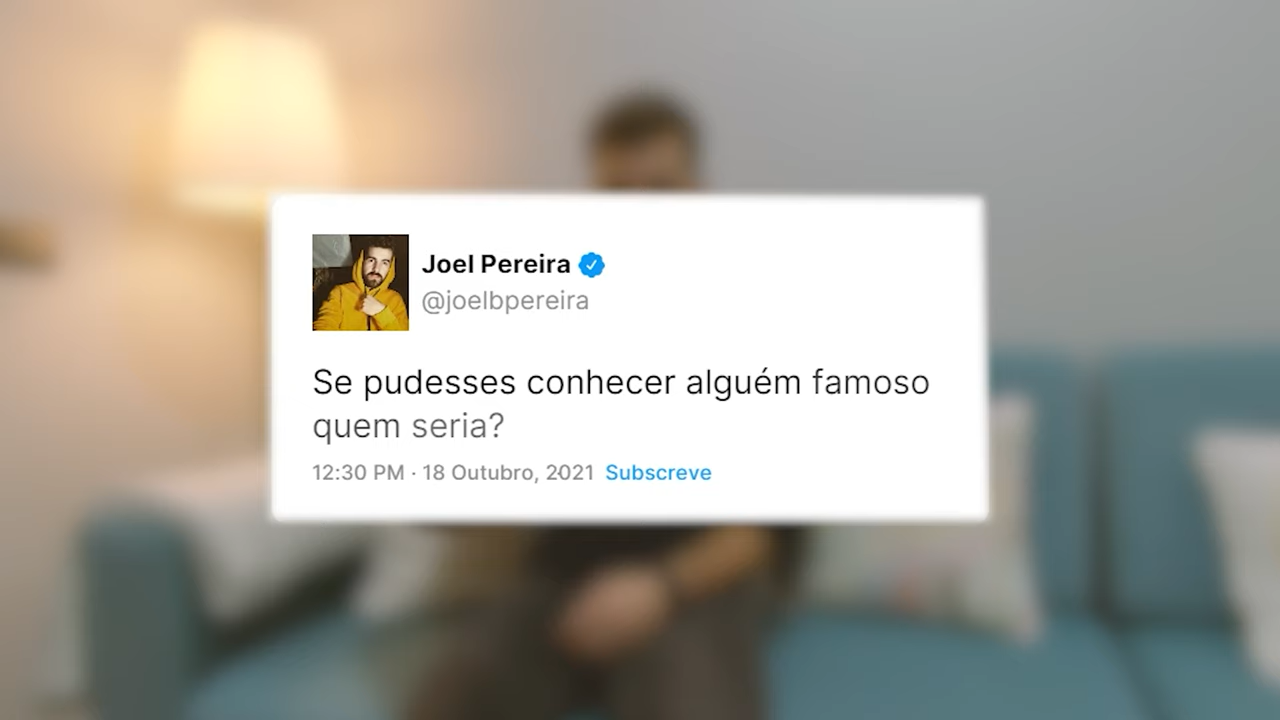 Joel Pereira
@joelbpereira
Se pudesses conhecer alguém famoso
quem seria?
12:30 PM · 18 Outubro, 2021 Subscreve